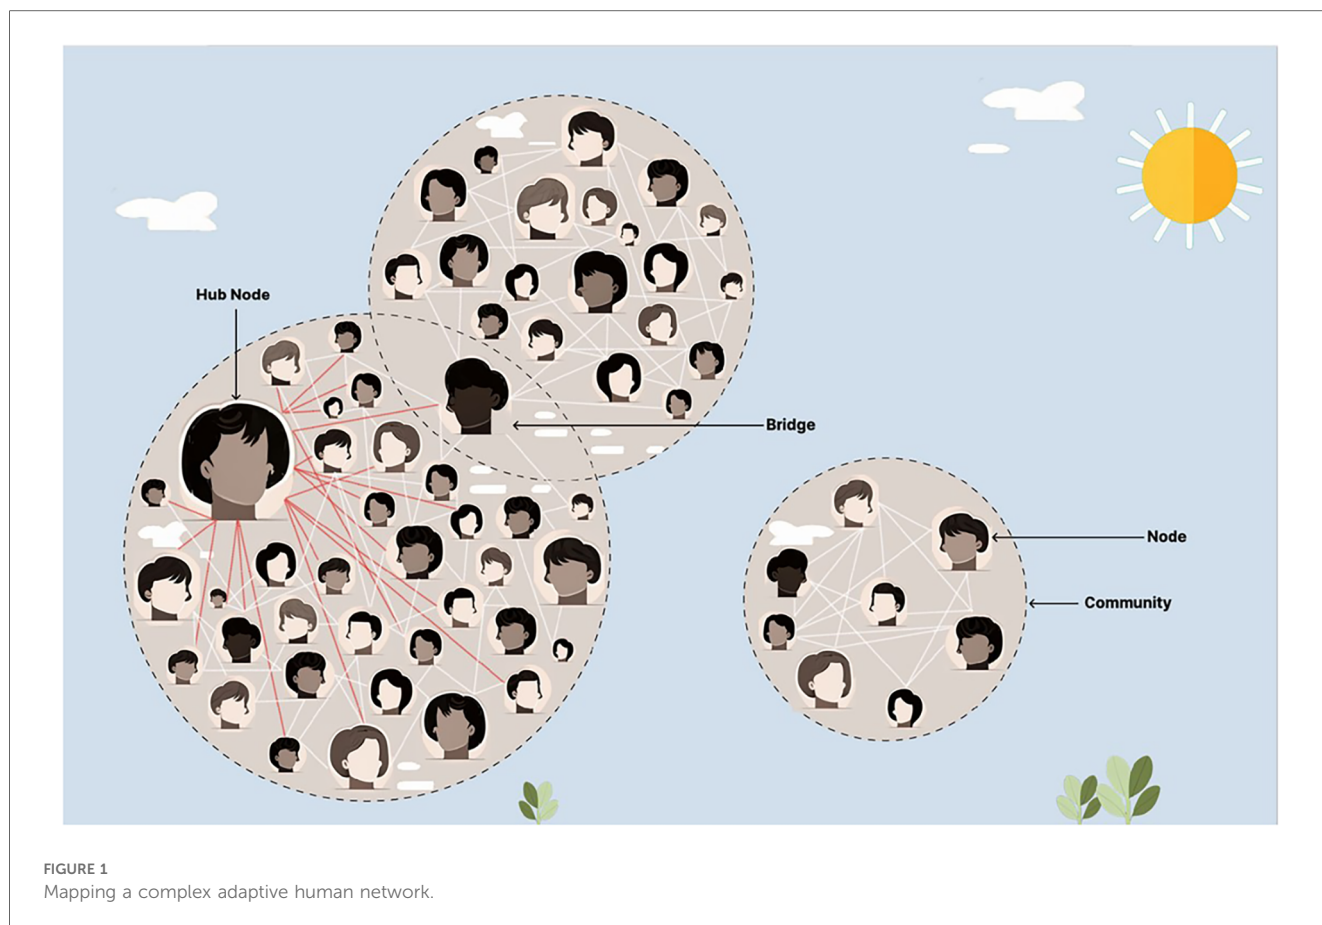 Hub Node
Bridge
Node
Community
FIGURE 1
Mapping a complex adaptive human network.